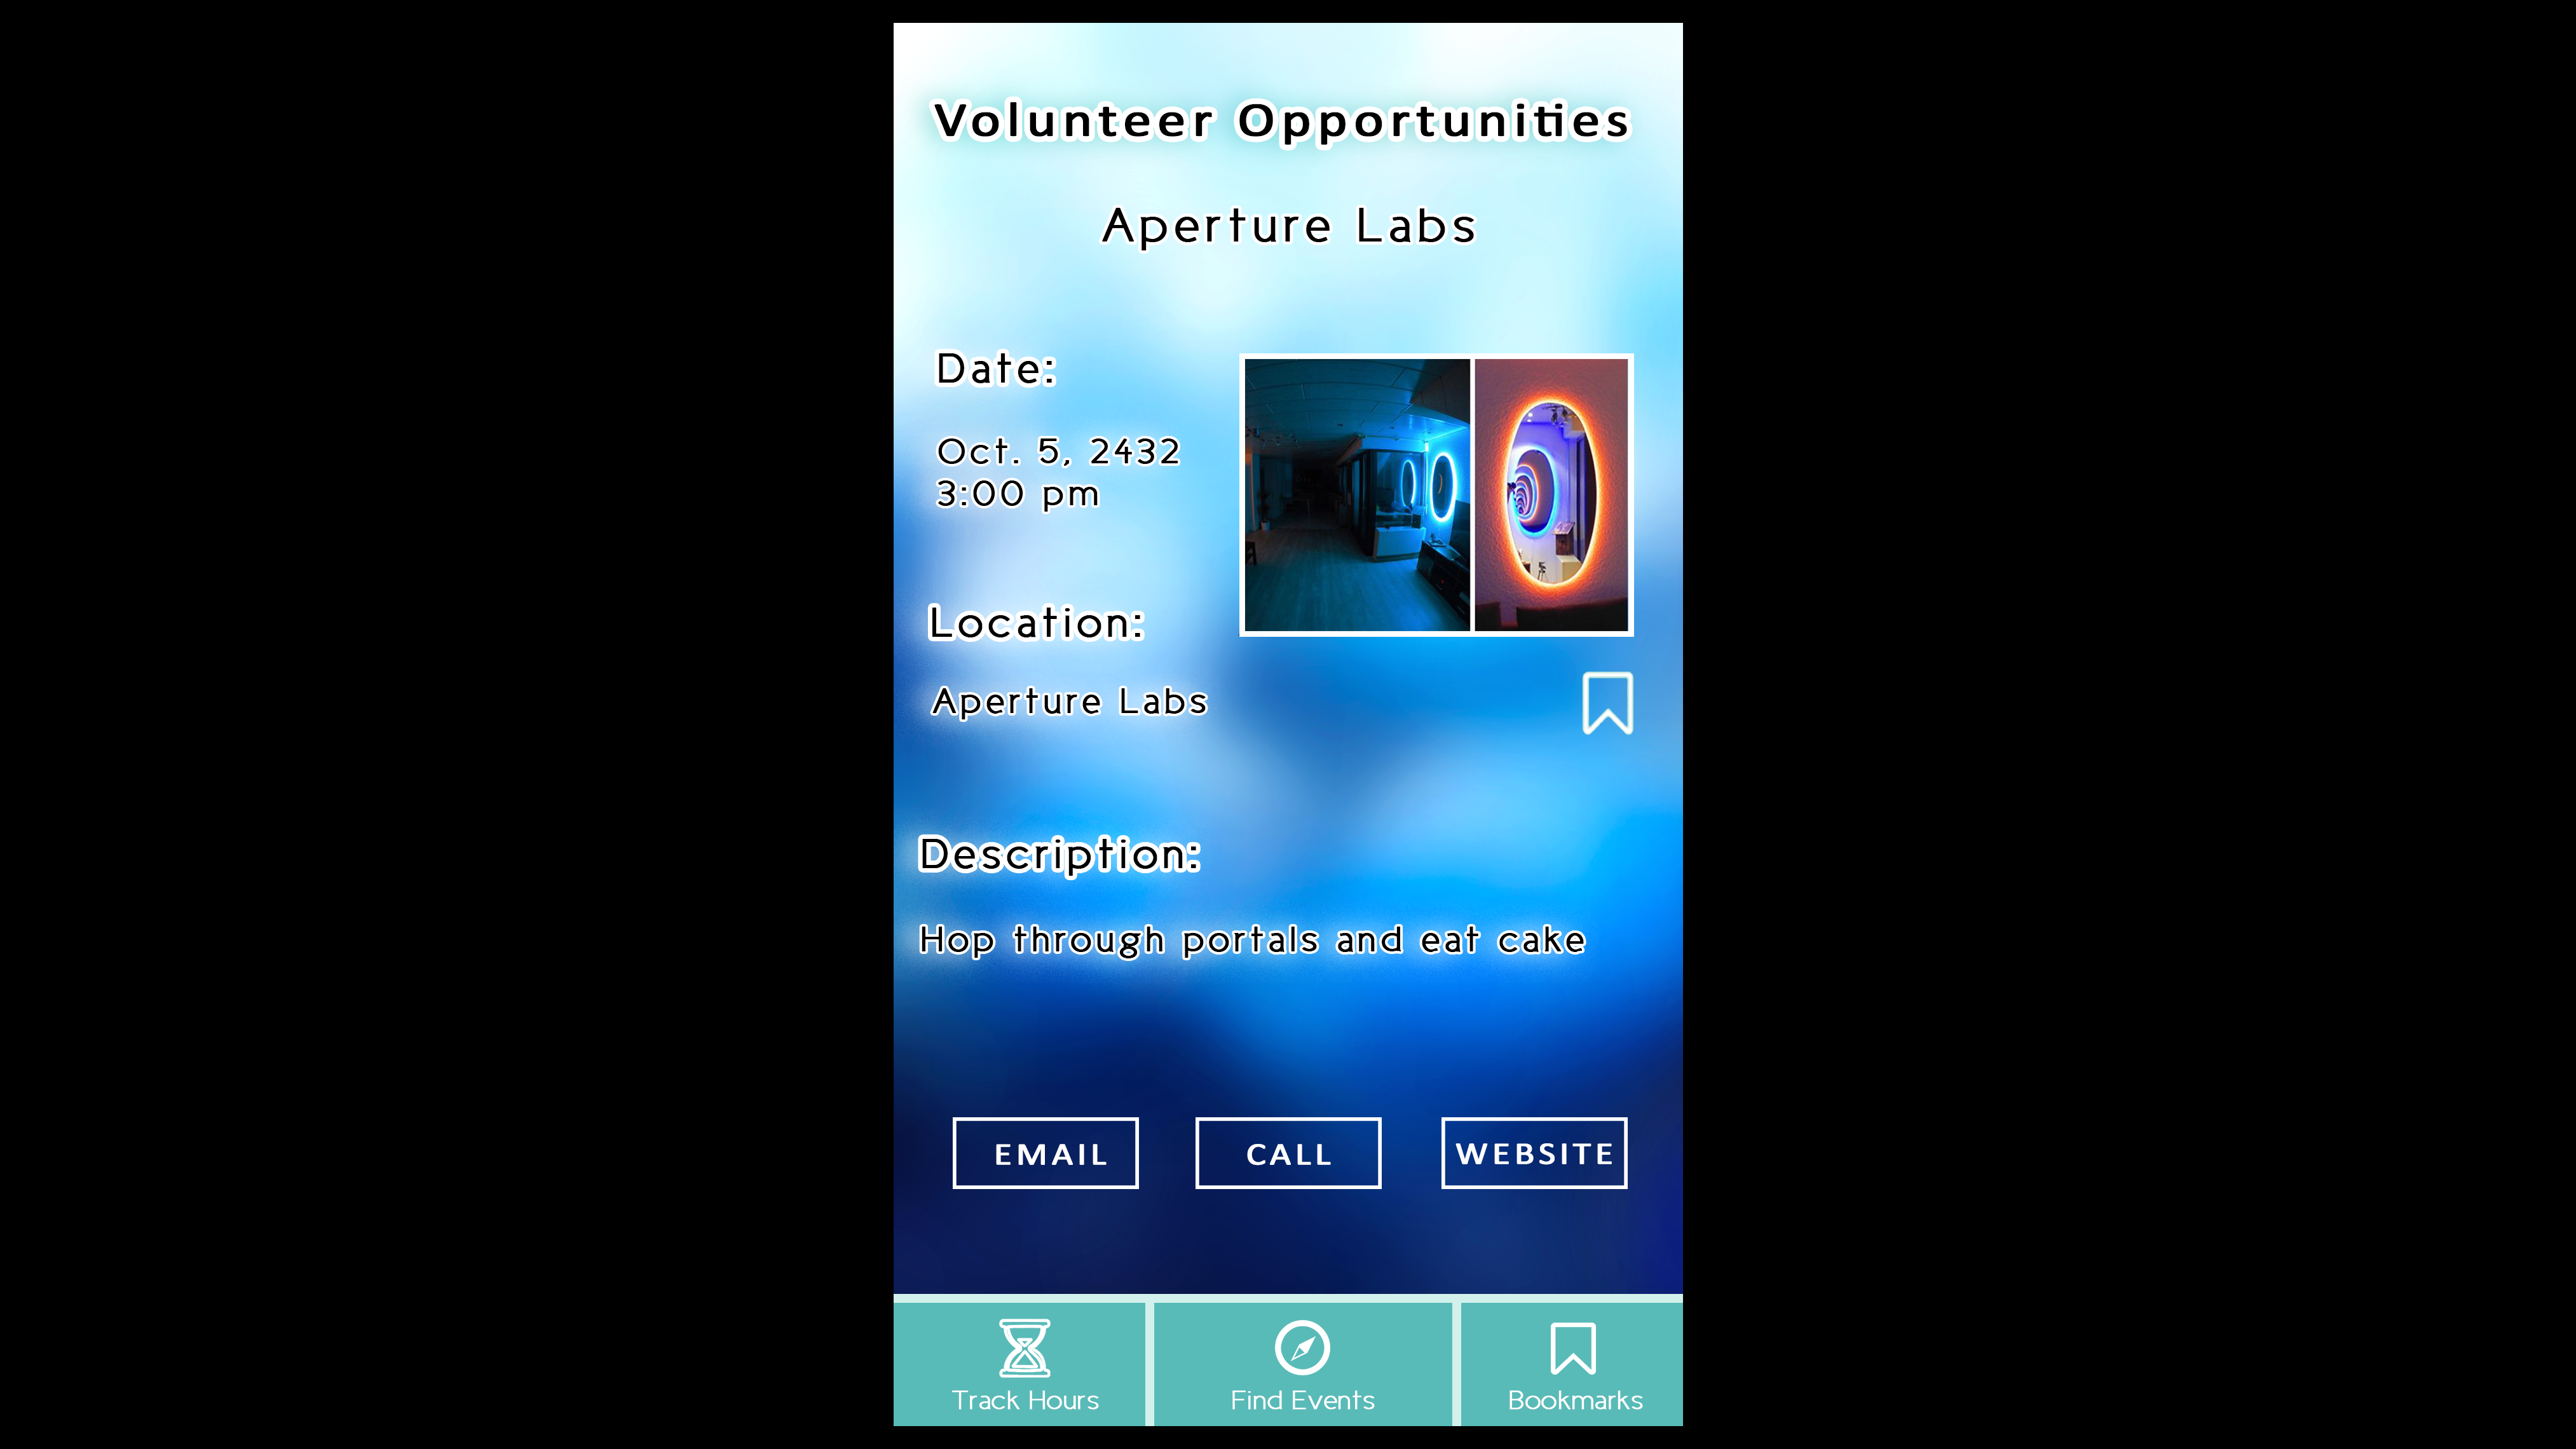 Volunteer Opportunities
Aperture Labs
Date:
Oct. 5, 2432
3:00 pm
Location:
Aperture Labs
Description:
Hop through portals and eat cake
EMAIL
CALL
WEBSITE
Track Hours
Find Events
Bookmarks